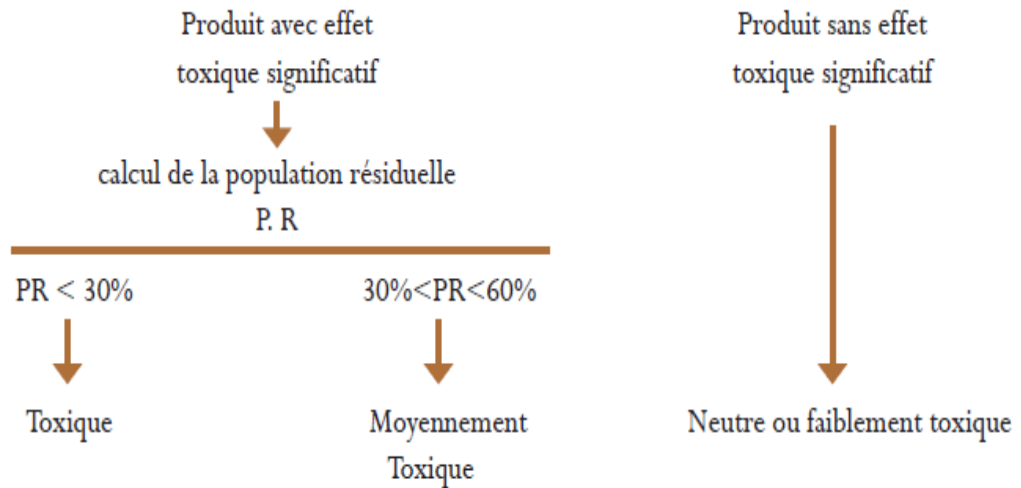 Produit avec effet
toxique significatif
calcul de la population résiduelle
P. R
PR < 30%
30%<PR<60%
Toxique
Moyennement
Toxique
Produit sans effet
toxique significatif
Neutre ou faiblement toxique